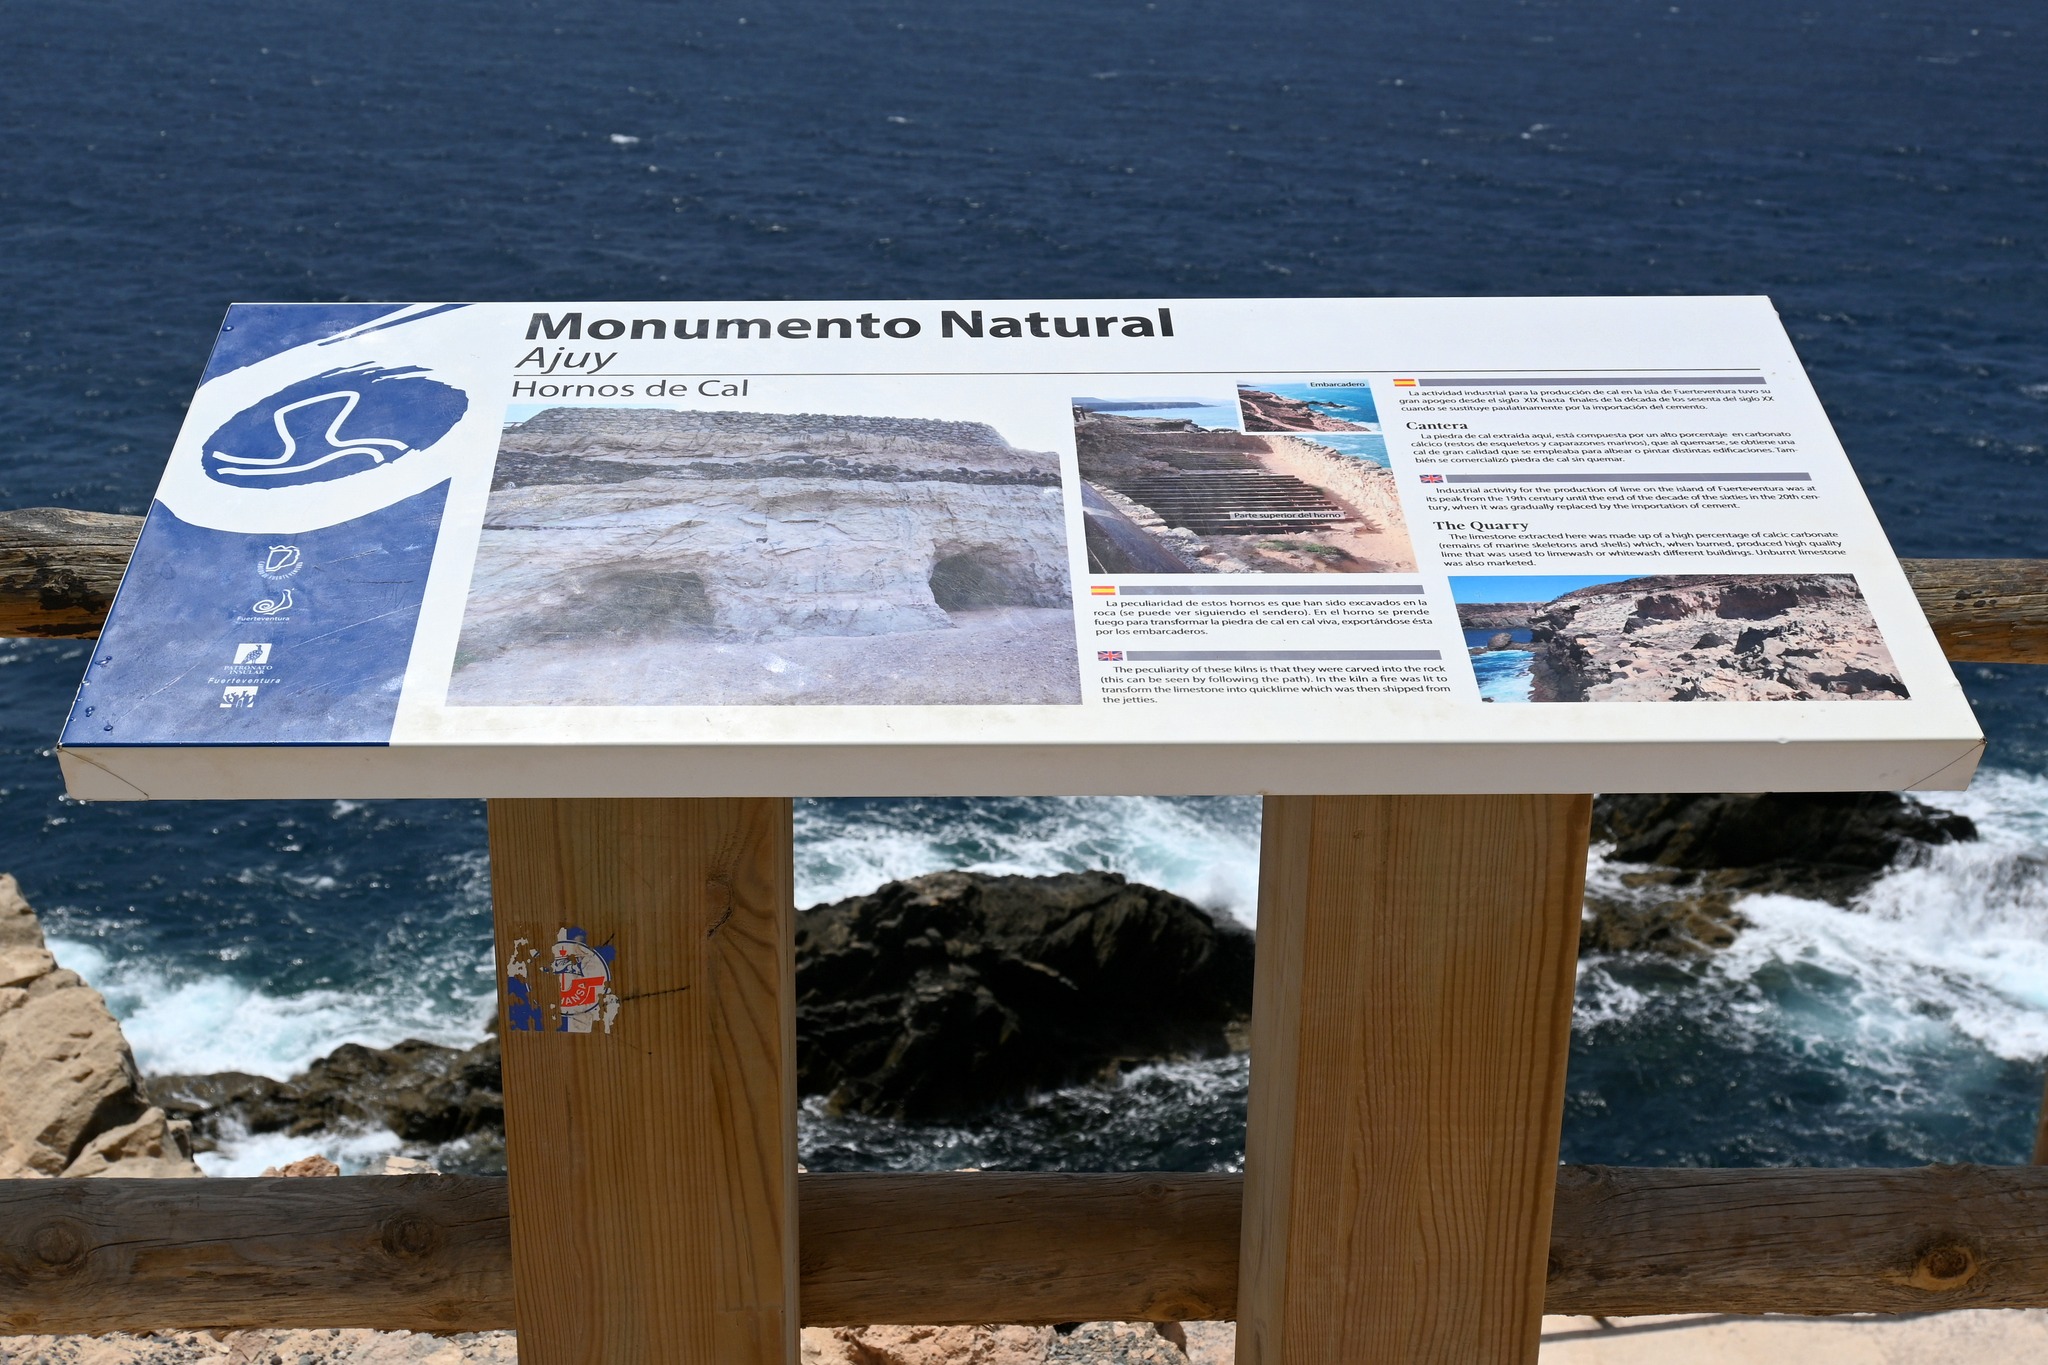 Monumento Natural
Ajuy
Hornos de Cal
Fuerteventura
PATRONATO
INSULAR
Fuerteventura
Embarcadero
Parte superior del horno
La peculiaridad de estos hornos es que han sido excavados en la
roca (se puede ver siguiendo el sendero). En el horno se prende
fuego para transformar la piedra de cal en cal viva, exportándose ésta
por los embarcaderos.
The peculiarity of these kilns is that they were carved into the rock
(this can be seen by following the path). In the kiln a fire was lit to
transform the limestone into quicklime which was then shipped from
the jetties.
La actividad industrial para la producción de cal en la isla de Fuerteventura tuvo su
gran apogeo desde el siglo XIX hasta finales de la década de los sesenta del siglo XX
cuando se sustituye paulatinamente por la importación del cemento.
Cantera
La piedra de cal extraida aquí, está compuesta por un alto porcentaje en carbonato
cálcico (restos de esqueletos y caparazones marinos), que al quemarse, se obtiene una
cal de gran calidad que se empleaba para albear o pintar distintas edificaciones. Tam-
bién se comercializó piedra de cal sin quemar.
Industrial activity for the production of lime on the island of Fuerteventura was at
its peak from the 19th century until the end of the decade of the sixties in the 20th cen-
tury, when it was gradually replaced by the importation of cement.
The Quarry
The limestone extracted here was made up of a high percentage of calcic carbonate
(remains of marine skeletons and shells) which, when burned, produced high quality
lime that was used to limewash or whitewash different buildings. Unburnt limestone
was also marketed.
HANSA